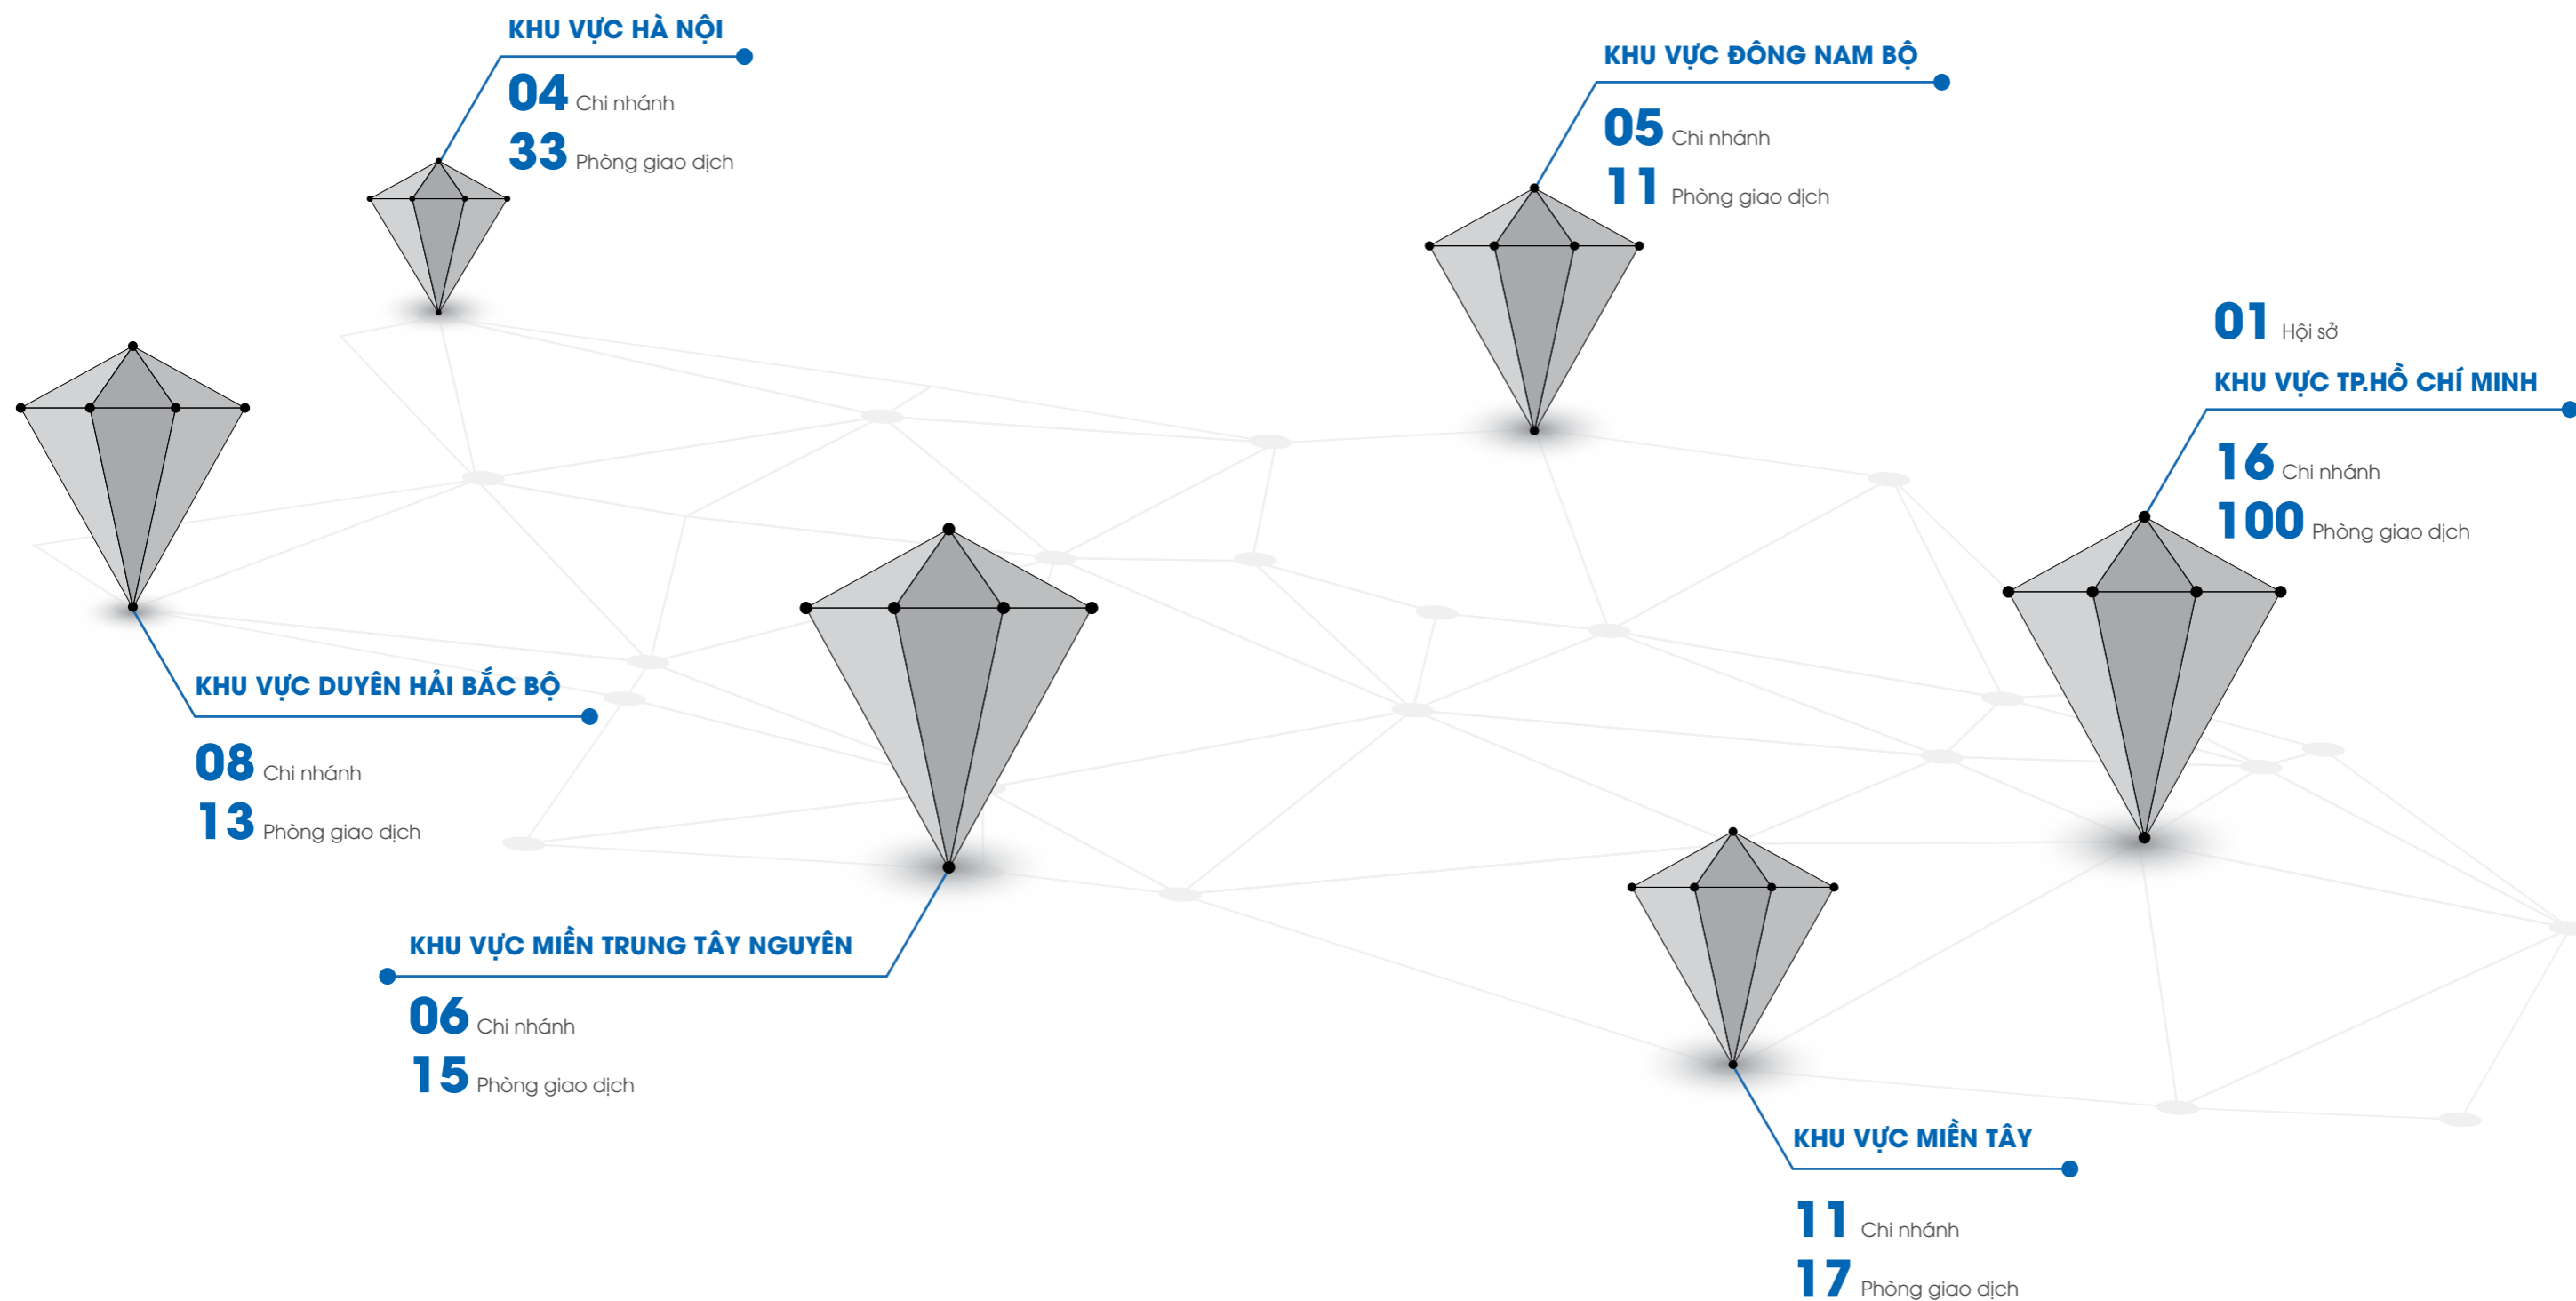 KHU VỰC HÀ NỘI
04 Chi nhánh
33 Phòng giao dịch
KHU VỰC ĐÔNG NAM BỘ
05 Chi nhánh
11 Phòng giao dịch
01 Hội sở
KHU VỰC TP.HỒ CHÍ MINH
16 Chi nhánh
100 Phòng giao dịch
KHU VỰC DUYÊN HẢI BẮC BỘ
08 Chi nhánh
13 Phòng giao dịch
KHU VỰC MIỀN TRUNG TÂY NGUYÊN
06 Chi nhánh
15 Phòng giao dịch
KHU VỰC MIỀN TÂY
11 Chi nhánh
17 Phòng giao dịch